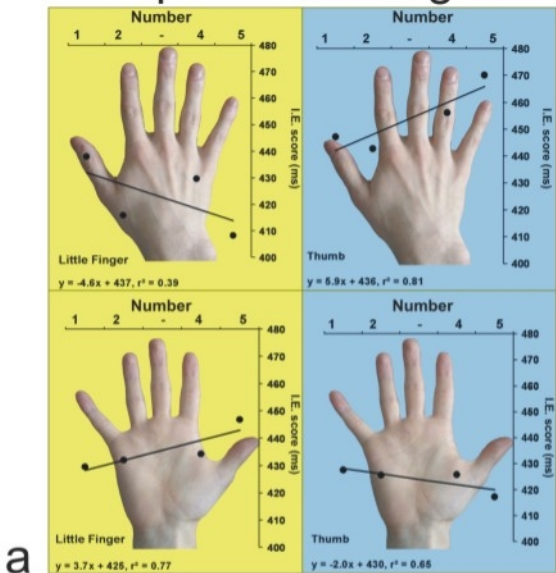 Number
1 2 - 4 5
480
470
460
450
440
430
420
410
400
I.E. score (ms)
Little Finger
y = -4.6x + 437, r² = 0.39
Number
1 2 - 4 5
480
470
460
450
440
430
420
410
400
I.E. score (ms)
Thumb
y = 5.9x + 436, r² = 0.81
Number
1 2 - 4 5
480
470
460
450
440
430
420
410
400
I.E. score (ms)
Little Finger
y = 3.7x + 425, r² = 0.77
Number
1 2 - 4 5
480
470
460
450
440
430
420
410
400
I.E. score (ms)
Thumb
y = -2.0x + 430, r² = 0.65
a